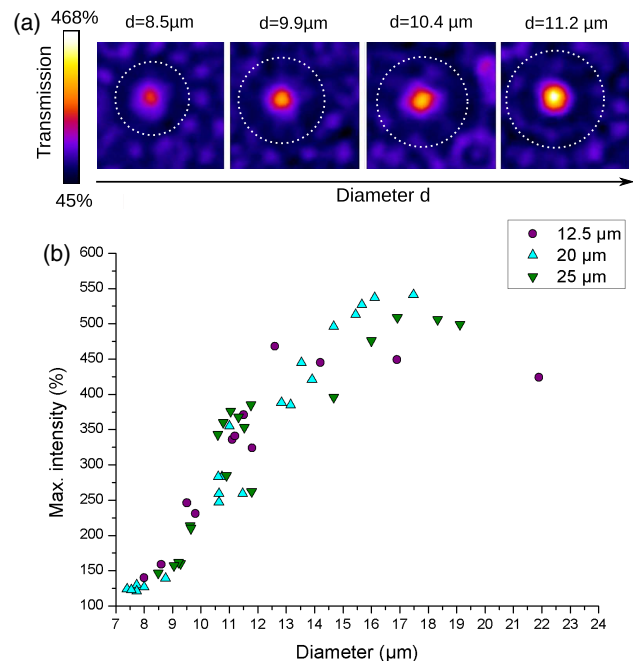 (a)
468%
Transmission
45%
d=8.5µm
d=9.9µm
d=10.4 µm
d=11.2 µm
Diameter d
(b)
12.5 µm
20 µm
25 µm
Max. intensity (%)
600
550
500
450
400
350
300
250
200
150
100
7 8 9 10 11 12 13 14 15 16 17 18 19 20 21 22 23 24
Diameter (µm)